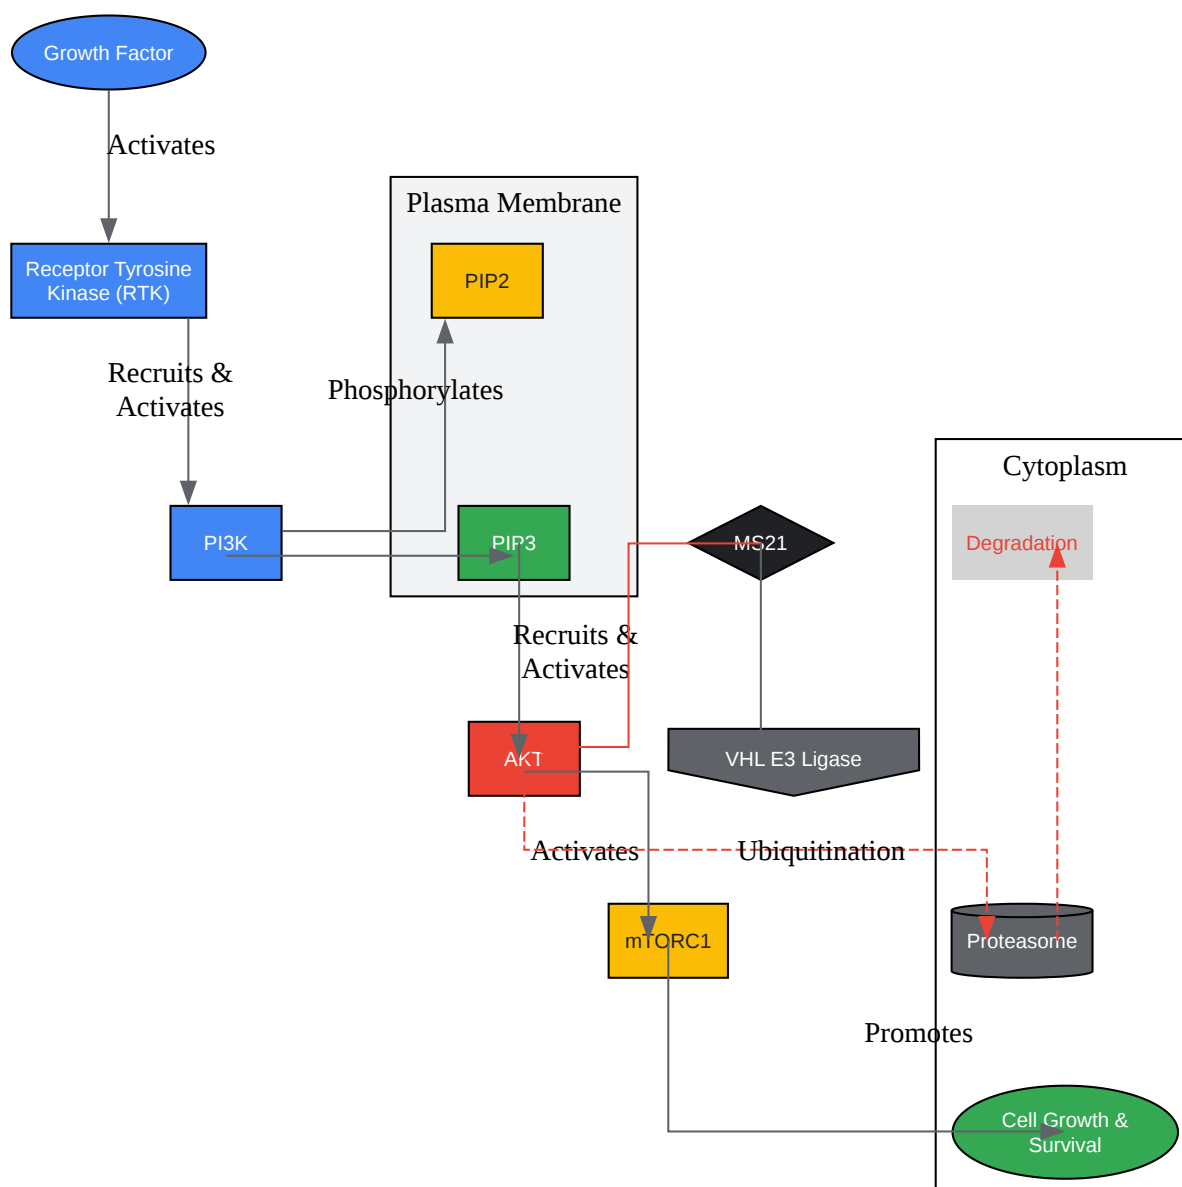 Growth Factor
Activates
Plasma Membrane
Receptor Tyrosine
Kinase (RTK)
PIP2
Recruits &
Activates
Phosphorylates
Cytoplasm
PI3K
PIP3
MS21
Degradation
Recruits &
Activates
AKT
VHL E3 Ligase
Activates
Ubiquitination
mTORC1
Proteasome
Promotes
Cell Growth &
Survival